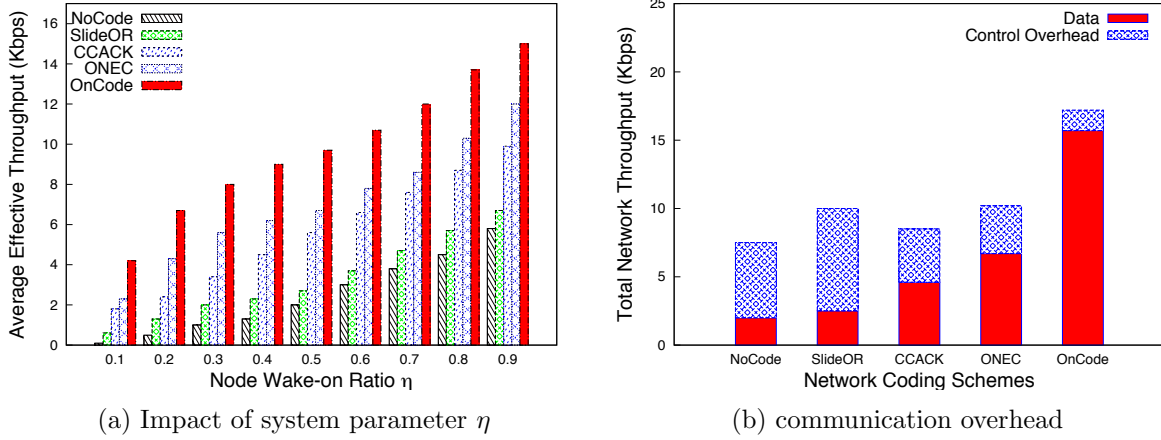 Average Effective Throughput (Kbps)
16
14
12
10
8
6
4
2
0
NoCode
SlideOR
CCACK
ONEC
OnCode
0.1 0.2 0.3 0.4 0.5 0.6 0.7 0.8 0.9
Node Wake-on Ratio η
(a) Impact of system parameter η
Total Network Throughput (Kbps)
25
20
15
10
5
0
Data
Control Overhead
NoCode SlideOR CCACK ONEC OnCode
Network Coding Schemes
(b) communication overhead